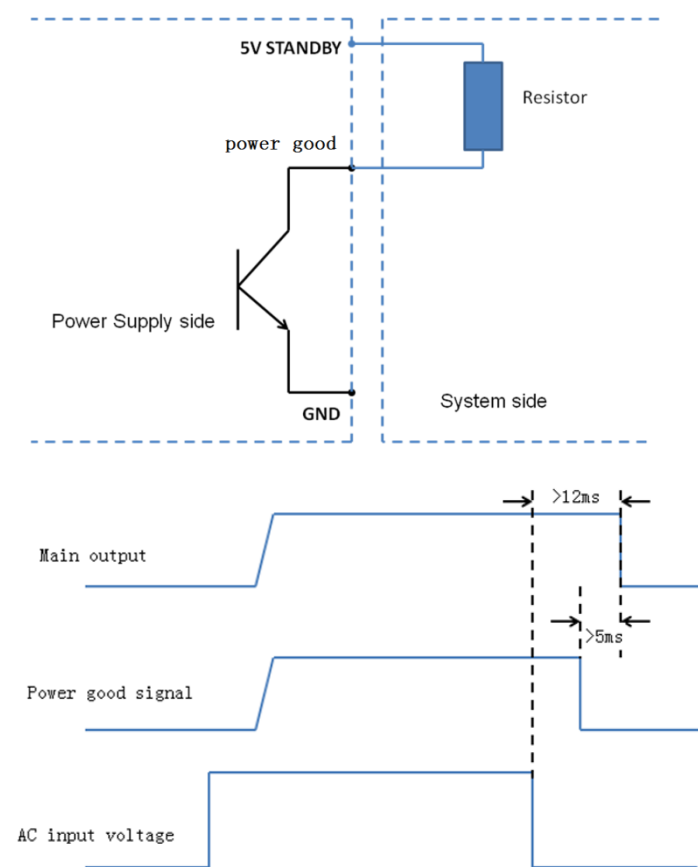 5V STANDBY
Resistor
power good
Power Supply side
System side
GND
>12ms
Main output
>5ms
Power good signal
AC input voltage